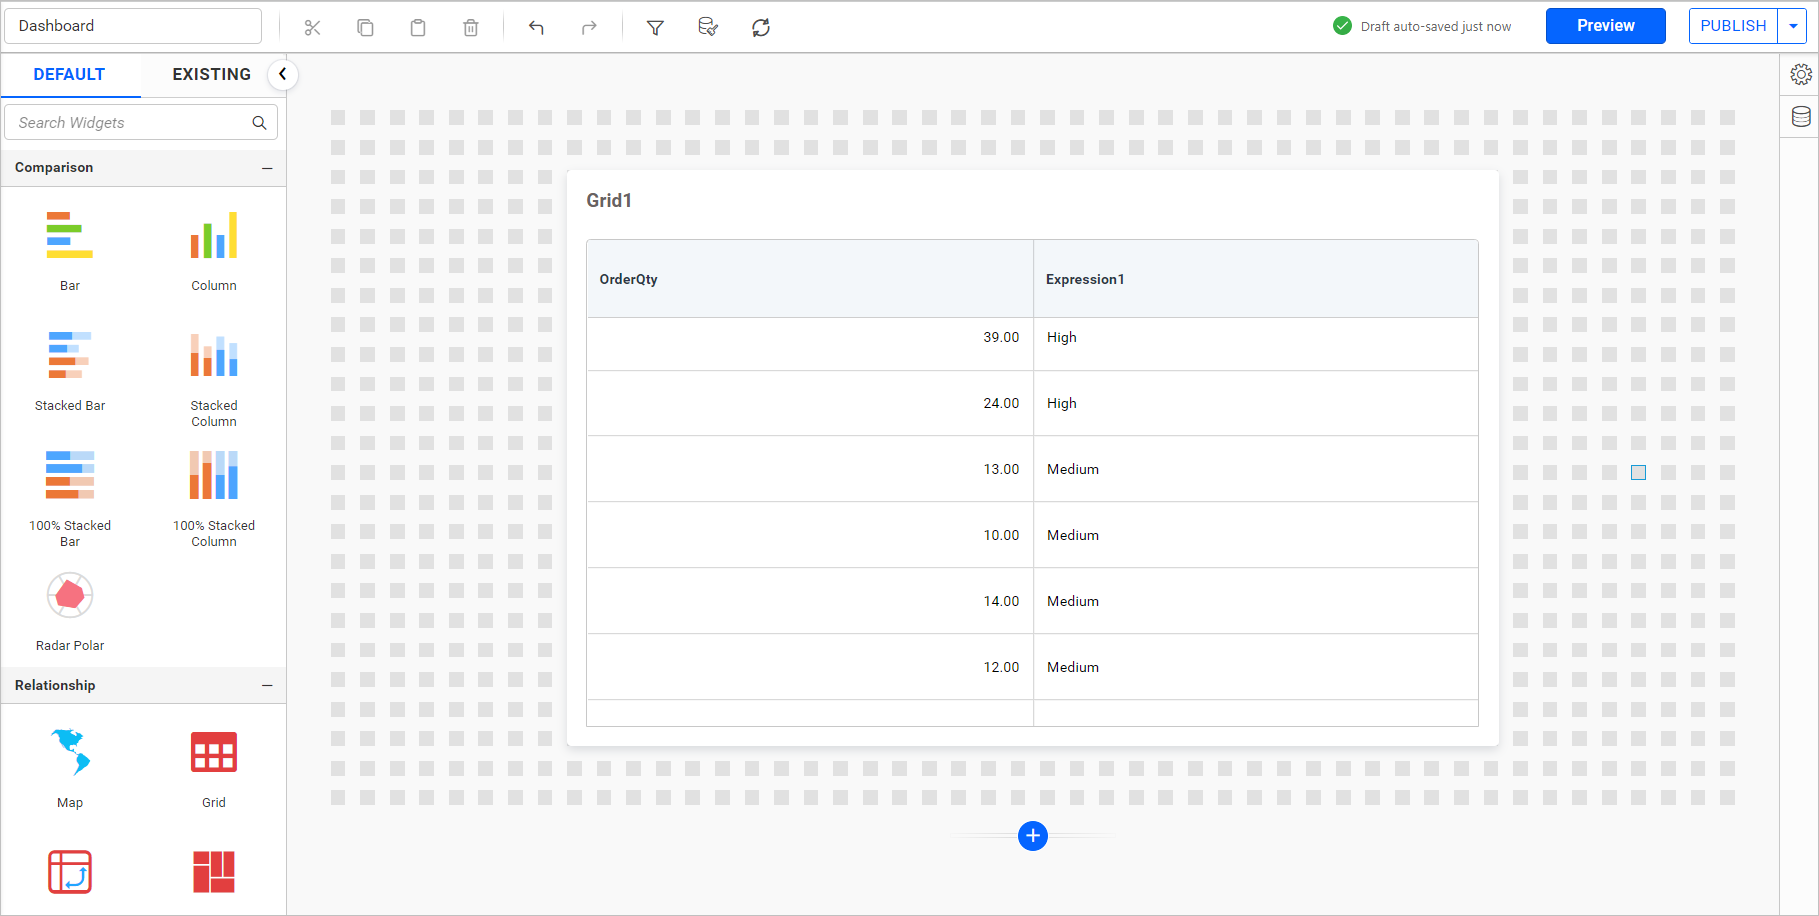 Dashboard
Draft auto-saved just now
Preview
PUBLISH
DEFAULT
EXISTING
Search Widgets
Comparison
Bar
Column
Stacked Bar
Stacked
Column
100% Stacked
Bar
100% Stacked
Column
Radar Polar
Relationship
Map
Grid
Grid1
OrderQty Expression1
39.00 High
24.00 High
13.00 Medium
10.00 Medium
14.00 Medium
12.00 Medium